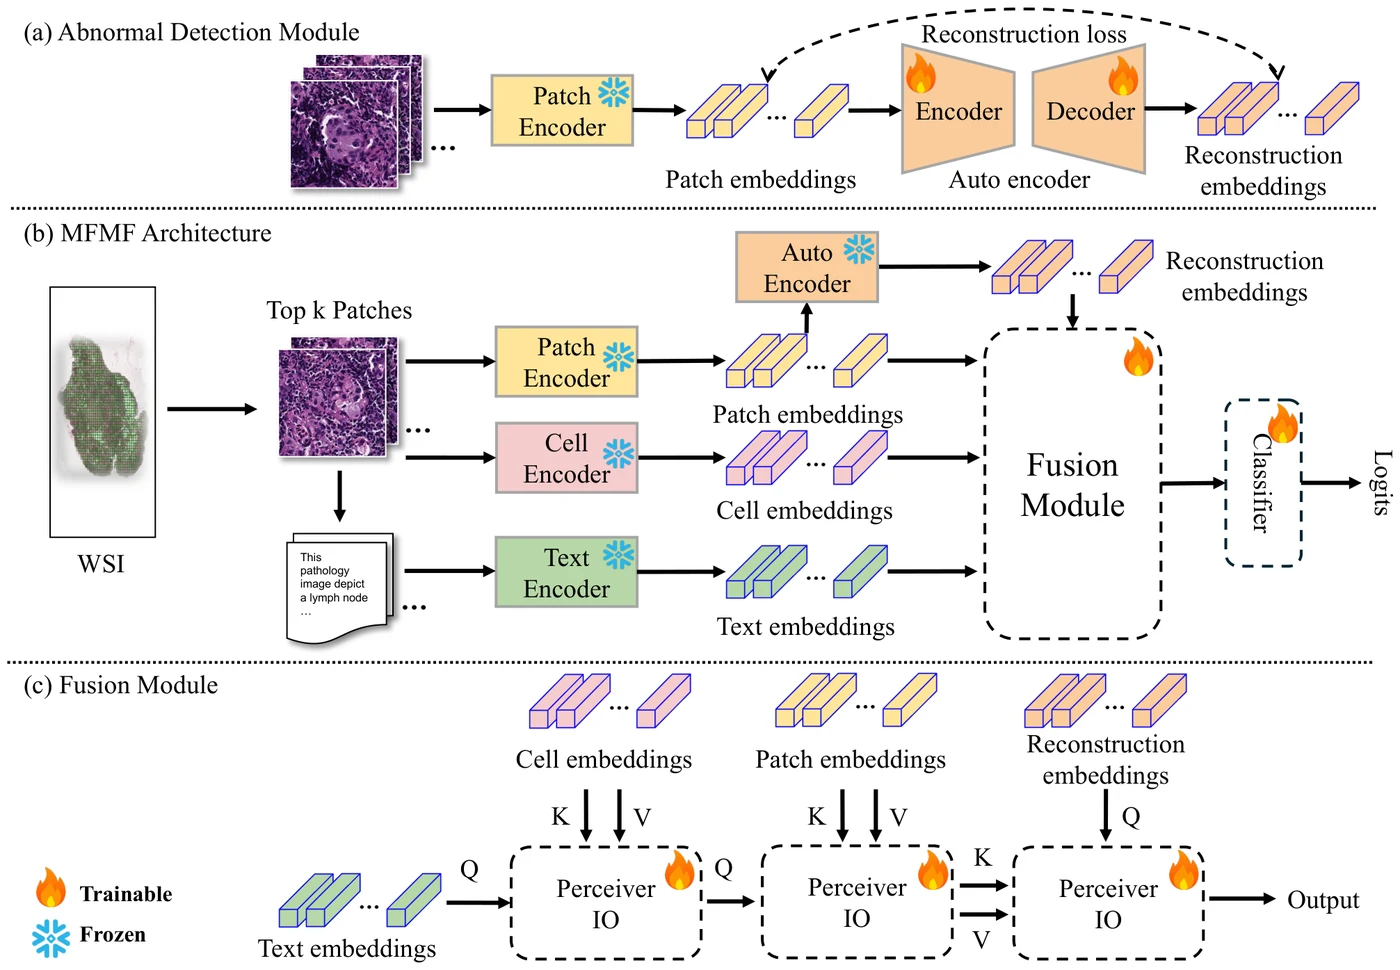 (a) Abnormal Detection Module
Reconstruction loss
Patch
Encoder
...
...
Encoder
Decoder
...
Patch embeddings
Auto encoder
Reconstruction
embeddings
(b) MFMF Architecture
Auto
Encoder
...
Reconstruction
embeddings
Top k Patches
...
Patch
Encoder
...
Patch embeddings
Cell
Encoder
...
Cell embeddings
Fusion
Module
Classifier
Logits
WSI
This
pathology
image depict
a lymph node
...
...
Text
Encoder
...
Text embeddings
(c) Fusion Module
...
...
...
Cell embeddings
Patch embeddings
Reconstruction
embeddings
K
V
K
V
Q
Trainable
Frozen
...
Text embeddings
Q
Perceiver
IO
Q
Perceiver
IO
K
V
Perceiver
IO
Output